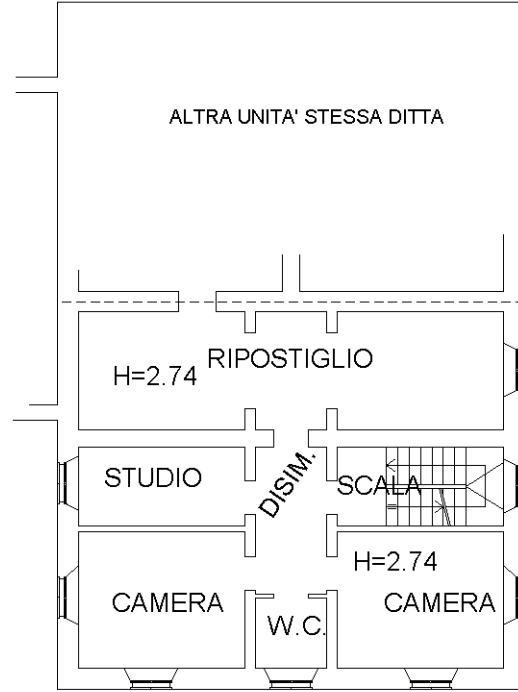 ALTRA UNITA' STESSA DITTA
RIPOSTIGLIO
H=2.74
STUDIO
DISIM.
SCALA
H=2.74
CAMERA
W.C.
CAMERA